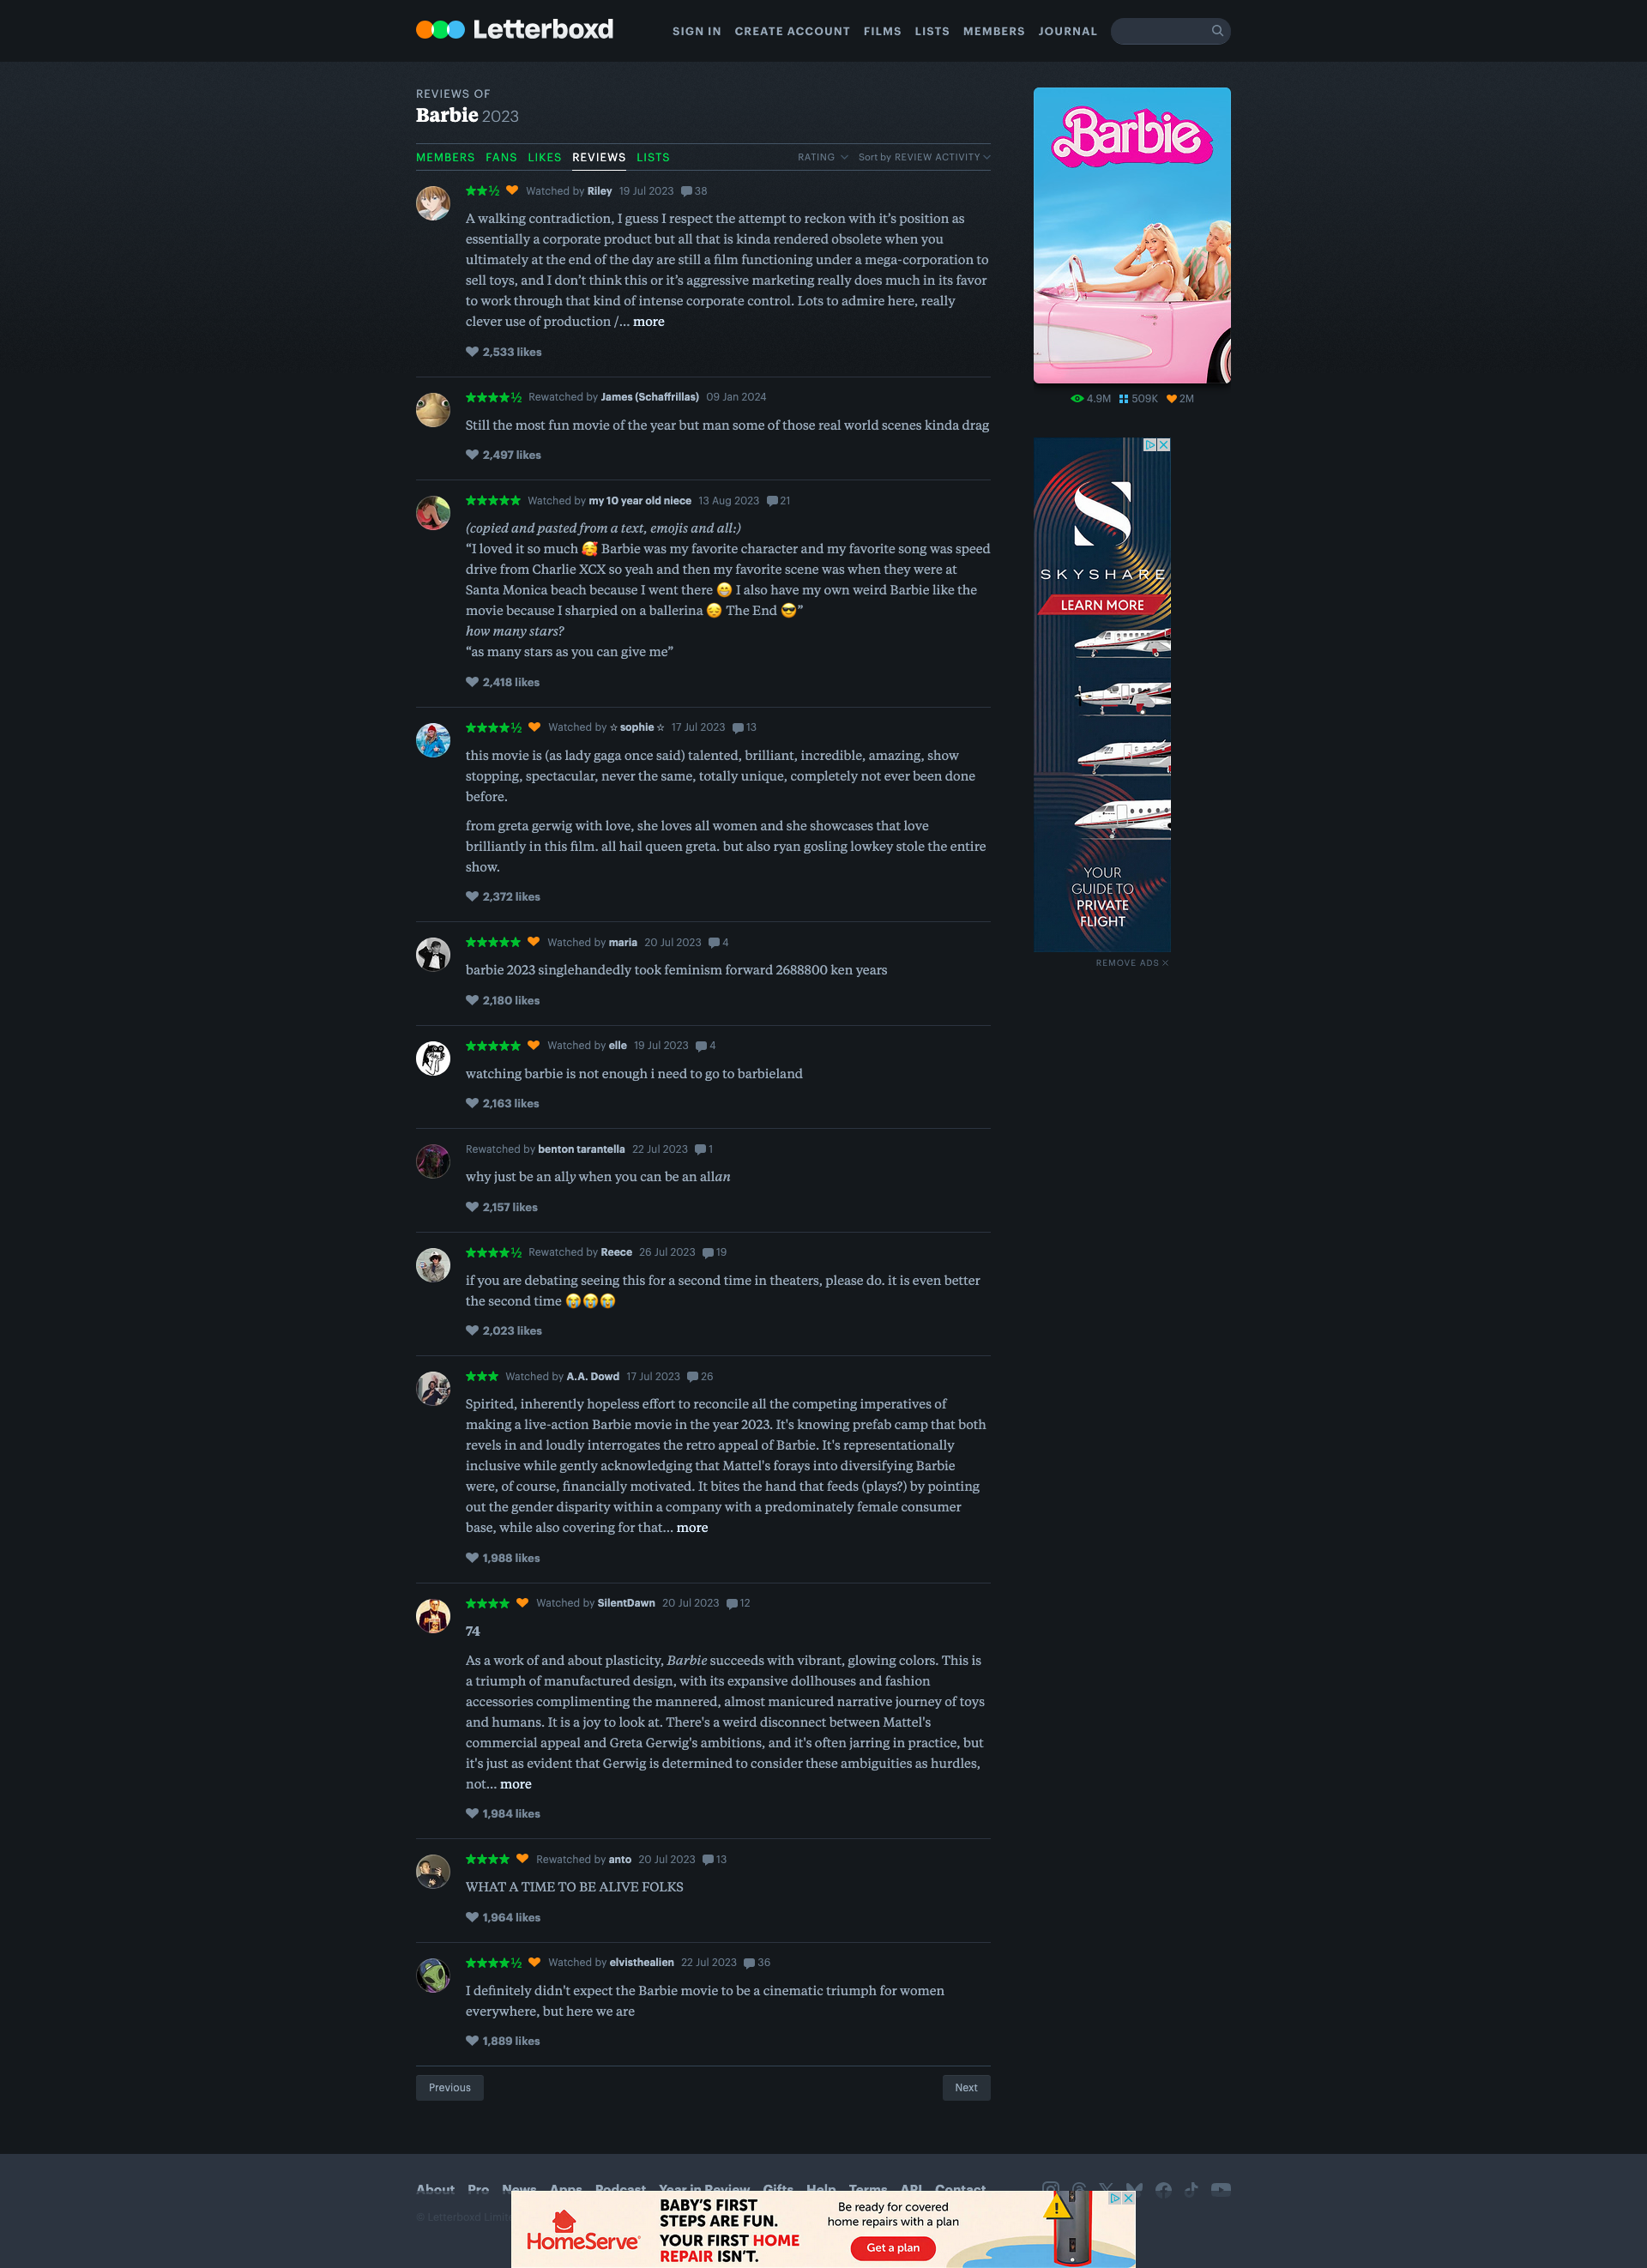 Letterboxd
SIGN IN CREATE ACCOUNT FILMS LISTS MEMBERS JOURNAL
REVIEWS OF
Barbie 2023
MEMBERS FANS LIKES REVIEWS LISTS
RATING Sort by REVIEW ACTIVITY
★★½ Watched by Riley 19 Jul 2023 38
A walking contradiction, I guess I respect the attempt to reckon with it’s position as
essentially a corporate product but all that is kinda rendered obsolete when you
ultimately at the end of the day are still a film functioning under a mega-corporation to
sell toys, and I don’t think this or it’s aggressive marketing really does much in its favor
to work through that kind of intense corporate control. Lots to admire here, really
clever use of production /… more
2,533 likes
★★★★½ Rewatched by James (Schaffrillas) 09 Jan 2024
Still the most fun movie of the year but man some of those real world scenes kinda drag
2,497 likes
★★★★★ Watched by my 10 year old niece 13 Aug 2023 21
(copied and pasted from a text, emojis and all:)
“I loved it so much 🥰 Barbie was my favorite character and my favorite song was speed
drive from Charlie XCX so yeah and then my favorite scene was when they were at
Santa Monica beach because I went there 😁 I also have my own weird Barbie like the
movie because I sharpied on a ballerina 😔 The End 😎”
how many stars?
“as many stars as you can give me”
2,418 likes
★★★★½ Watched by ☆ sophie ☆ 17 Jul 2023 13
this movie is (as lady gaga once said) talented, brilliant, incredible, amazing, show
stopping, spectacular, never the same, totally unique, completely not ever been done
before.
from greta gerwig with love, she loves all women and she showcases that love
brilliantly in this film. all hail queen greta. but also ryan gosling lowkey stole the entire
show.
2,372 likes
★★★★★ Watched by maria 20 Jul 2023 4
barbie 2023 singlehandedly took feminism forward 2688800 ken years
2,180 likes
★★★★★ Watched by elle 19 Jul 2023 4
watching barbie is not enough i need to go to barbieland
2,163 likes
Rewatched by benton tarantella 22 Jul 2023 1
why just be an ally when you can be an allan
2,157 likes
★★★★½ Rewatched by Reece 26 Jul 2023 19
if you are debating seeing this for a second time in theaters, please do. it is even better
the second time 😭😭😭
2,023 likes
★★★ Watched by A.A. Dowd 17 Jul 2023 26
Spirited, inherently hopeless effort to reconcile all the competing imperatives of
making a live-action Barbie movie in the year 2023. It's knowing prefab camp that both
revels in and loudly interrogates the retro appeal of Barbie. It's representationally
inclusive while gently acknowledging that Mattel's forays into diversifying Barbie
were, of course, financially motivated. It bites the hand that feeds (plays?) by pointing
out the gender disparity within a company with a predominately female consumer
base, while also covering for that… more
1,988 likes
★★★★ Watched by SilentDawn 20 Jul 2023 12
74
As a work of and about plasticity, Barbie succeeds with vibrant, glowing colors. This is
a triumph of manufactured design, with its expansive dollhouses and fashion
accessories complimenting the mannered, almost manicured narrative journey of toys
and humans. It is a joy to look at. There's a weird disconnect between Mattel's
commercial appeal and Greta Gerwig's ambitions, and it's often jarring in practice, but
it's just as evident that Gerwig is determined to consider these ambiguities as hurdles,
not… more
1,984 likes
★★★★ Rewatched by anto 20 Jul 2023 13
WHAT A TIME TO BE ALIVE FOLKS
1,964 likes
★★★★½ Watched by elvisthealien 22 Jul 2023 36
I definitely didn't expect the Barbie movie to be a cinematic triumph for women
everywhere, but here we are
1,889 likes
Previous Next
Barbie
4.9M 509K 2M
SKYSHARE
LEARN MORE
YOUR
GUIDE TO
PRIVATE
FLIGHT
REMOVE ADS
About Pro News Apps Podcast Year in Review Gifts Help Terms API Contact
© Letterboxd Limite
HomeServe
BABY'S FIRST
STEPS ARE FUN.
YOUR FIRST HOME
REPAIR ISN'T.
Be ready for covered
home repairs with a plan
Get a plan